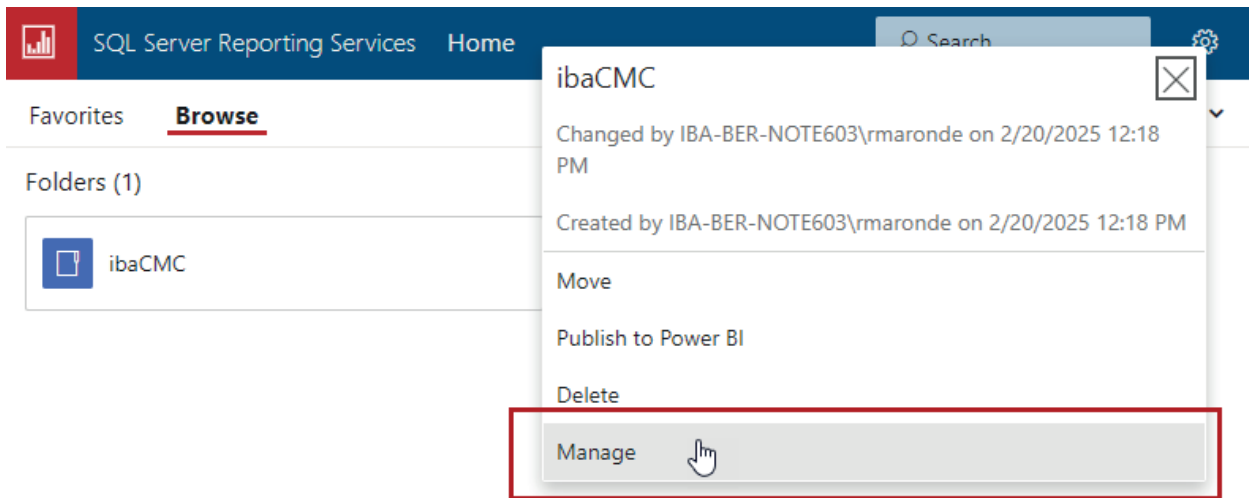 SQL Server Reporting Services Home
Search
ibaCMC
Changed by IBA-BER-NOTE603\rmaronde on 2/20/2025 12:18
PM
Created by IBA-BER-NOTE603\rmaronde on 2/20/2025 12:18 PM
Move
Publish to Power BI
Delete
Manage
Favorites Browse
Folders (1)
ibaCMC